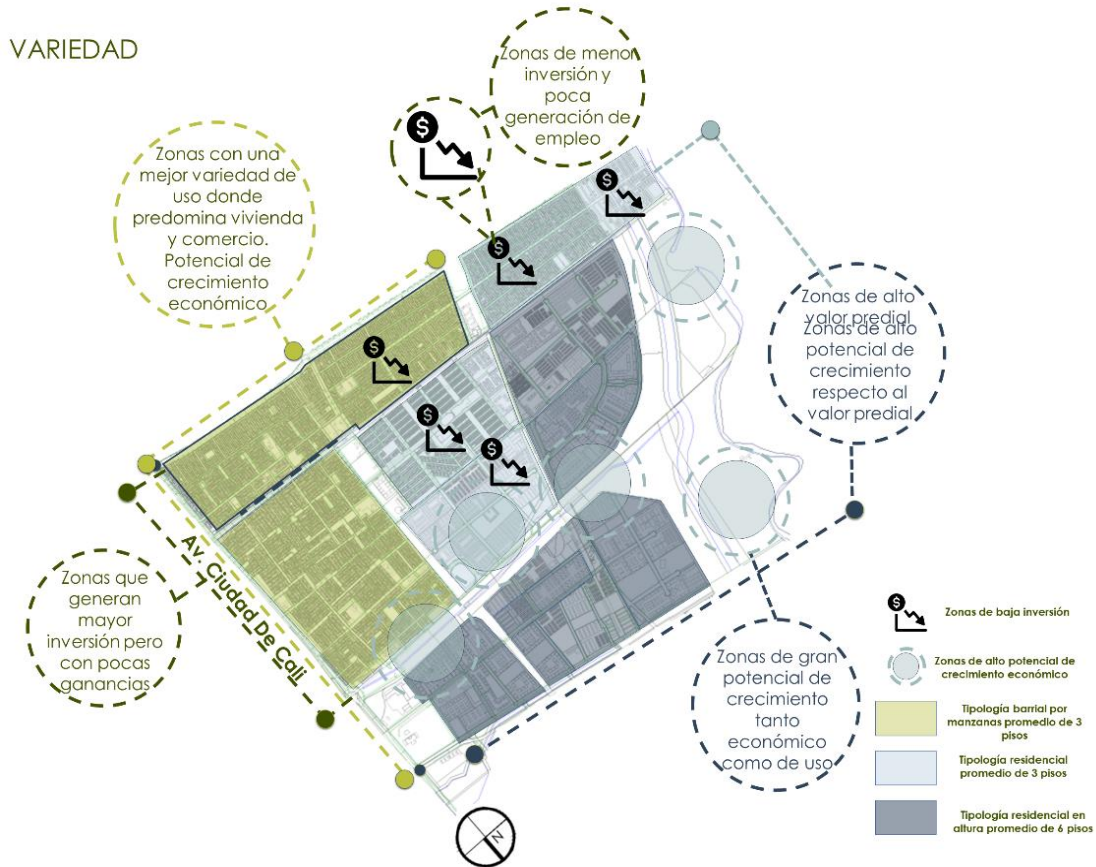 VARIEDAD
Zonas de menor
inversión y
poca
generación de
empleo
$
Zonas con una
mejor variedad de
uso donde
predomina vivienda
y comercio.
Potencial de
crecimiento
económico
$
$
$
$
$
Zonas de alto
valor predial
Zonas de alto
potencial de
crecimiento
respecto al
valor predial
Av. Ciudad De Cali
Zonas que
generan
mayor
inversión pero
con pocas
ganancias
Zonas de gran
potencial de
crecimiento
tanto
económico
como de uso
N
$
Zonas de baja inversión
Zonas de alto potencial de
crecimiento económico
Tipología barrial por
manzanas promedio de 3
pisos
Tipología residencial
promedio de 3 pisos
Tipología residencial en
altura promedio de 6 pisos